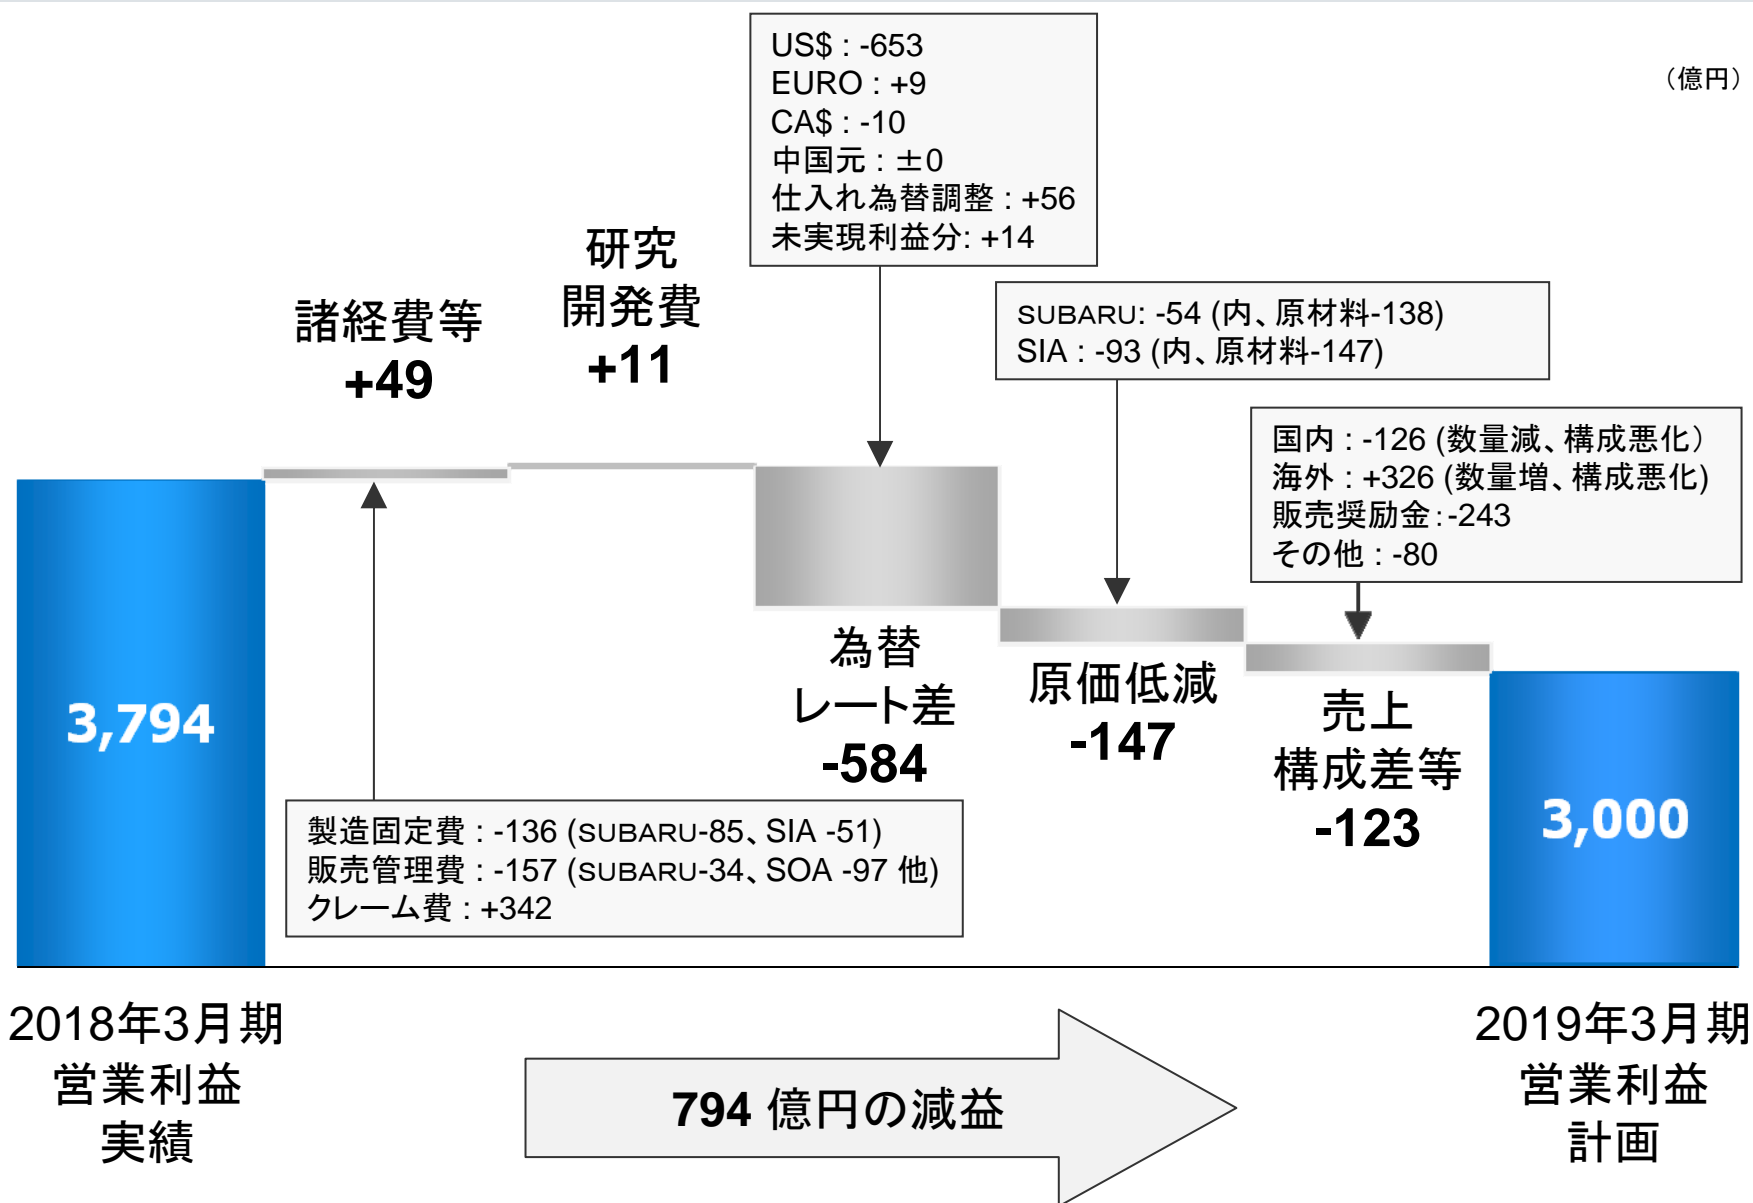 US$ : -653
EURO : +9
CA$ : -10
中国元 : ±0
仕入れ為替調整 : +56
未実現利益分: +14
（億円）
諸経費等
+49
研究
開発費
+11
SUBARU: -54 (内、原材料-138)
SIA : -93 (内、原材料-147)
国内 : -126 (数量減、構成悪化）
海外 : +326 (数量増、構成悪化)
販売奨励金 : -243
その他 : -80
為替
レート差
-584
原価低減
-147
売上
構成差等
-123
3,794
3,000
製造固定費 : -136 (SUBARU-85、SIA -51)
販売管理費 : -157 (SUBARU-34、SOA -97 他)
クレーム費 : +342
2018年3月期
営業利益
実績
794 億円の減益
2019年3月期
営業利益
計画